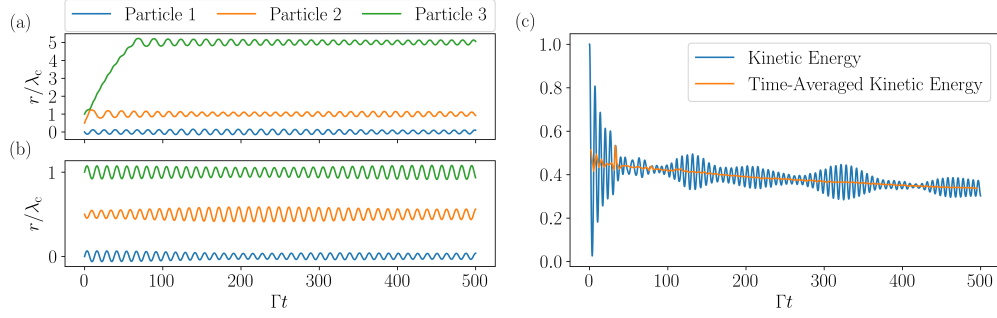 (a)
Particle 1
Particle 2
Particle 3
5
4
3
2
1
0
r/λc
(b)
1
0
r/λc
0
100
200
300
400
500
Γt
(c)
1.0
0.8
0.6
0.4
0.2
0.0
Kinetic Energy
Time-Averaged Kinetic Energy
0
100
200
300
400
500
Γt